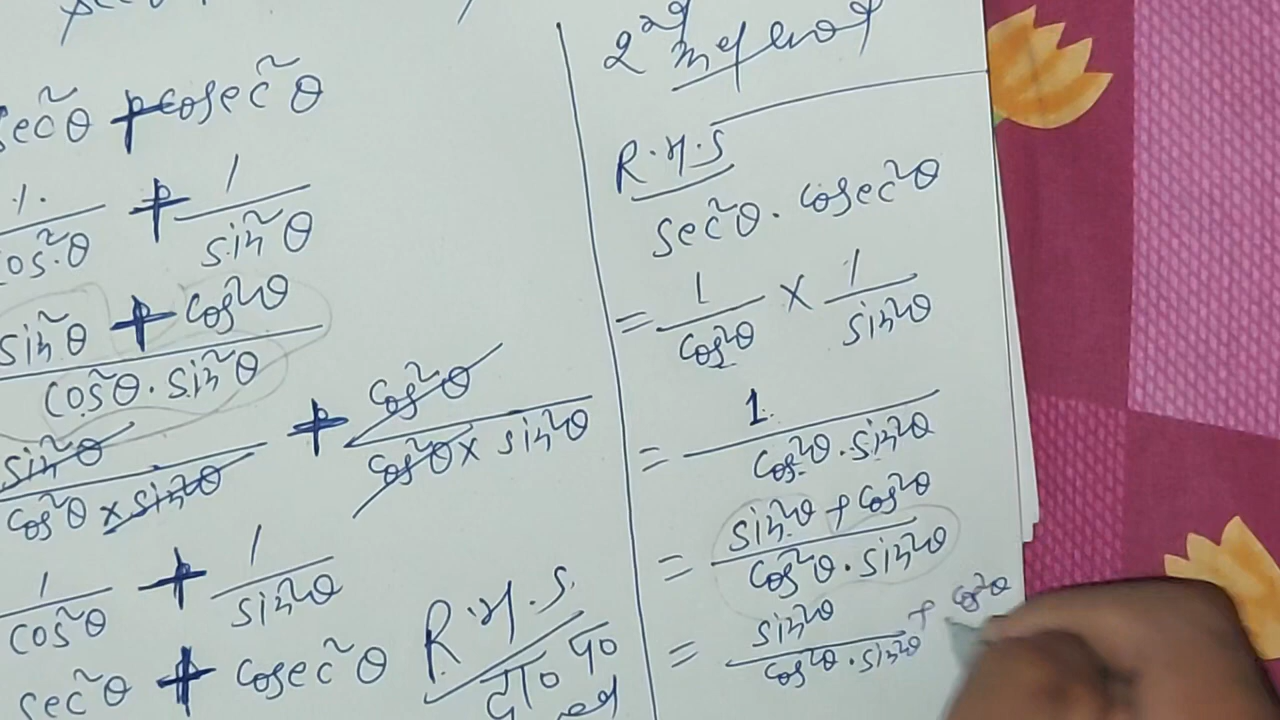 sec²θ + cosec²θ
1/cos²θ + 1/sin²θ
sin²θ + cos²θ/cos²θ · sin²θ
sin²θ/cos²θ × sin²θ + cos²θ/cos²θ × sin²θ
1/cos²θ + 1/sin²θ
sec²θ + cosec²θ
R.H.S.
2nd
R.H.S
sec²θ · cosec²θ
= 1/cos²θ × 1/sin²θ
= 1/cos²θ · sin²θ
= sin²θ + cos²θ/cos²θ · sin²θ
= sin²θ/cos²θ · sin²θ + cos²θ